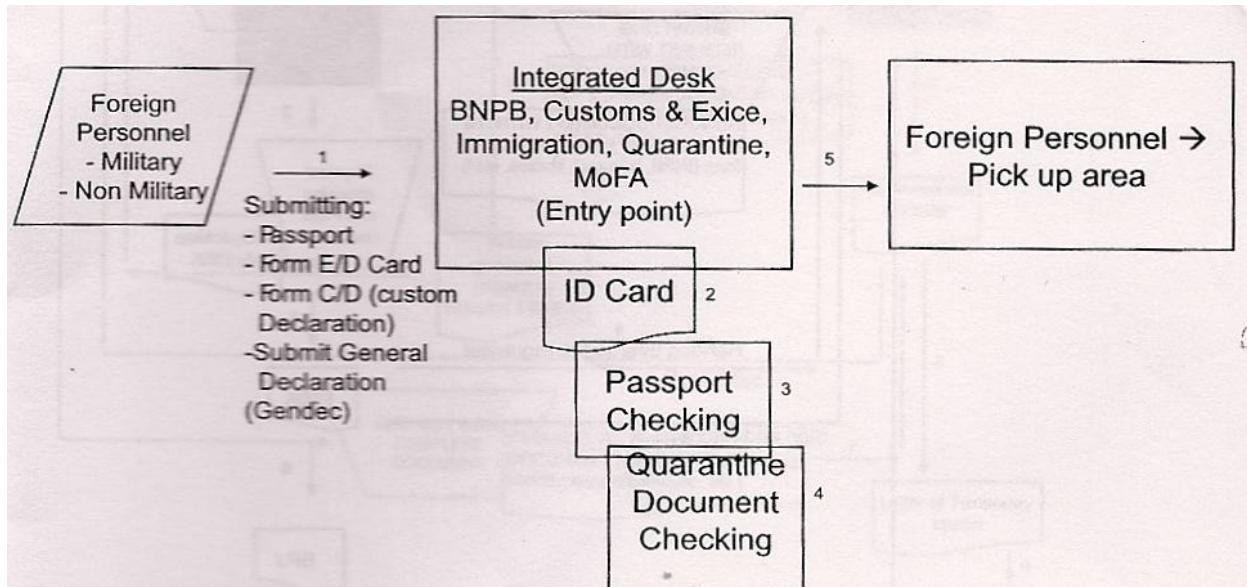 Foreign
Personnel
- Military
- Non Military
1
Submitting:
- Passport
- Form E/D Card
- Form C/D (custom
Declaration)
-Submit General
Declaration
(Gendec)
Integrated Desk
BNPB, Customs & Exice,
Immigration, Quarantine,
MoFA
(Entry point)
ID Card
2
Passport
Checking
3
Quarantine
Document
Checking
4
5
Foreign Personnel →
Pick up area